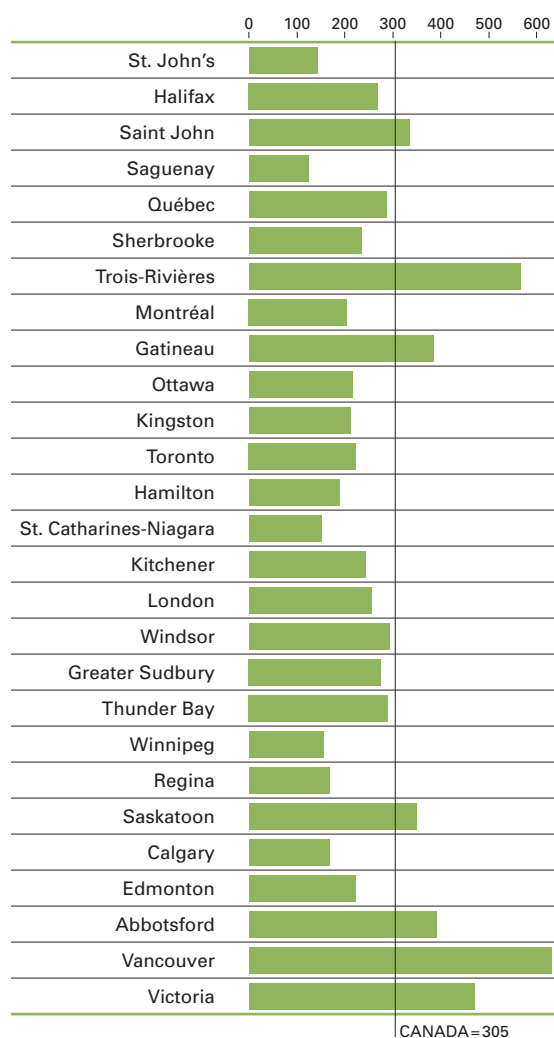 0 100 200 300 400 500 600
St. John’s
Halifax
Saint John
Saguenay
Québec
Sherbrooke
Trois-Rivières
Montréal
Gatineau
Ottawa
Kingston
Toronto
Hamilton
St. Catharines-Niagara
Kitchener
London
Windsor
Greater Sudbury
Thunder Bay
Winnipeg
Regina
Saskatoon
Calgary
Edmonton
Abbotsford
Vancouver
Victoria
CANADA=305